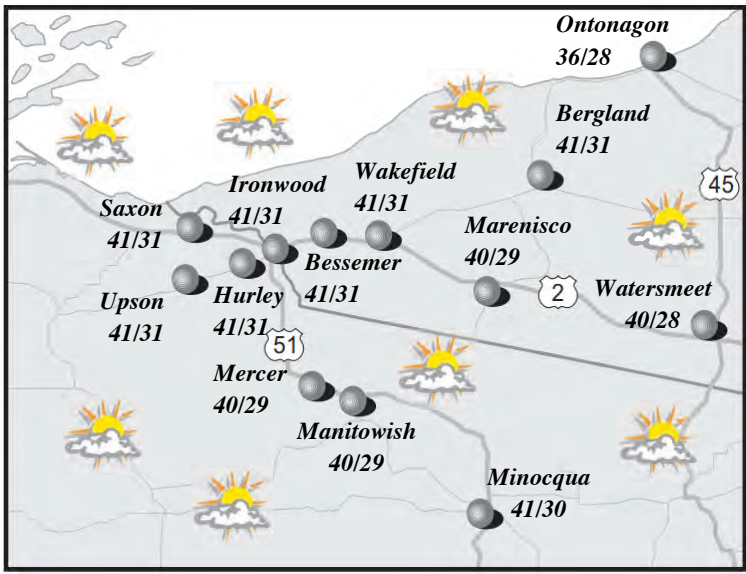 Ontonagon
36/28
Bergland
41/31
Wakefield
41/31
Ironwood
41/31
45
Saxon
41/31
Marenisco
40/29
Bessemer
41/31
Upson
41/31
Hurley
41/31
2
Watersmeet
40/28
51
Mercer
40/29
Manitowish
40/29
Minocqua
41/30